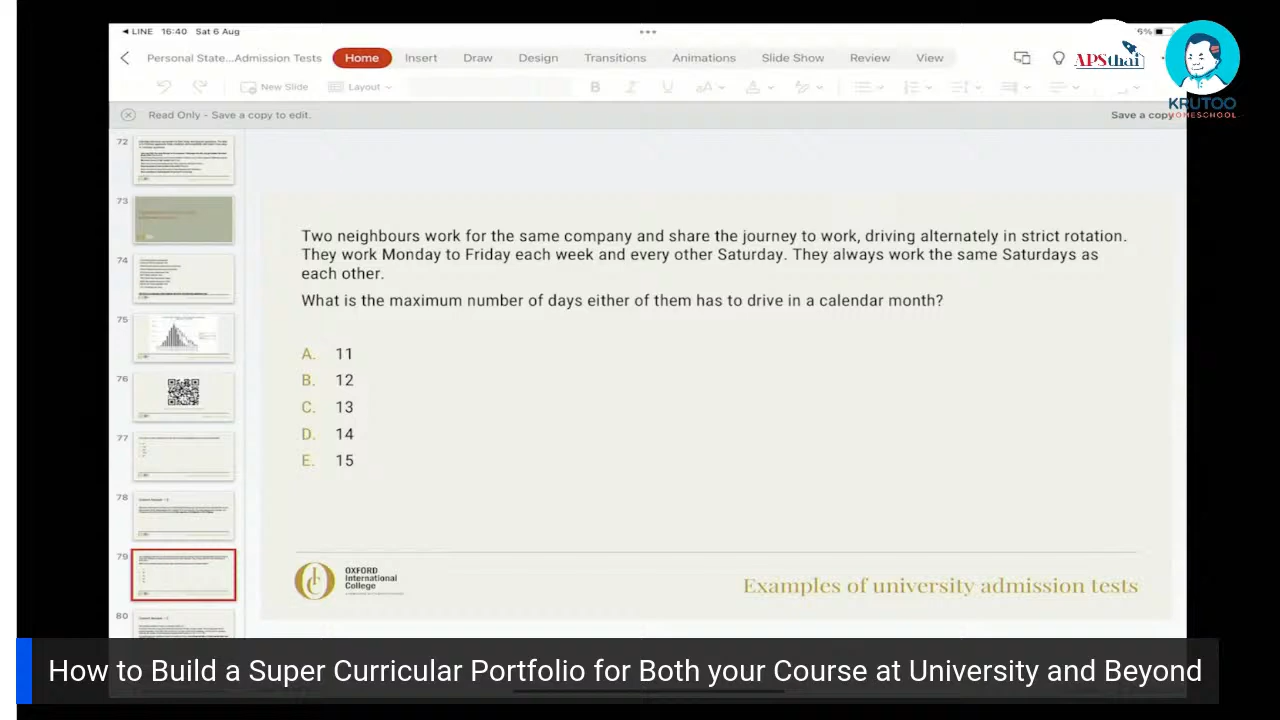 LINE 16:40 Sat 6 Aug
6%
Personal State...Admission Tests Home Insert Draw Design Transitions Animations Slide Show Review View
New Slide Layout
Read Only - Save a copy to edit.
Save a copy
APSthai
KRUTOO
HOMESCHOOL
72
73
74
75
76
77
78
79
80
Two neighbours work for the same company and share the journey to work, driving alternately in strict rotation.
They work Monday to Friday each week and every other Saturday. They always work the same Saturdays as
each other.
What is the maximum number of days either of them has to drive in a calendar month?
A. 11
B. 12
C. 13
D. 14
E. 15
OXFORD
International
College
Examples of university admission tests
How to Build a Super Curricular Portfolio for Both your Course at University and Beyond